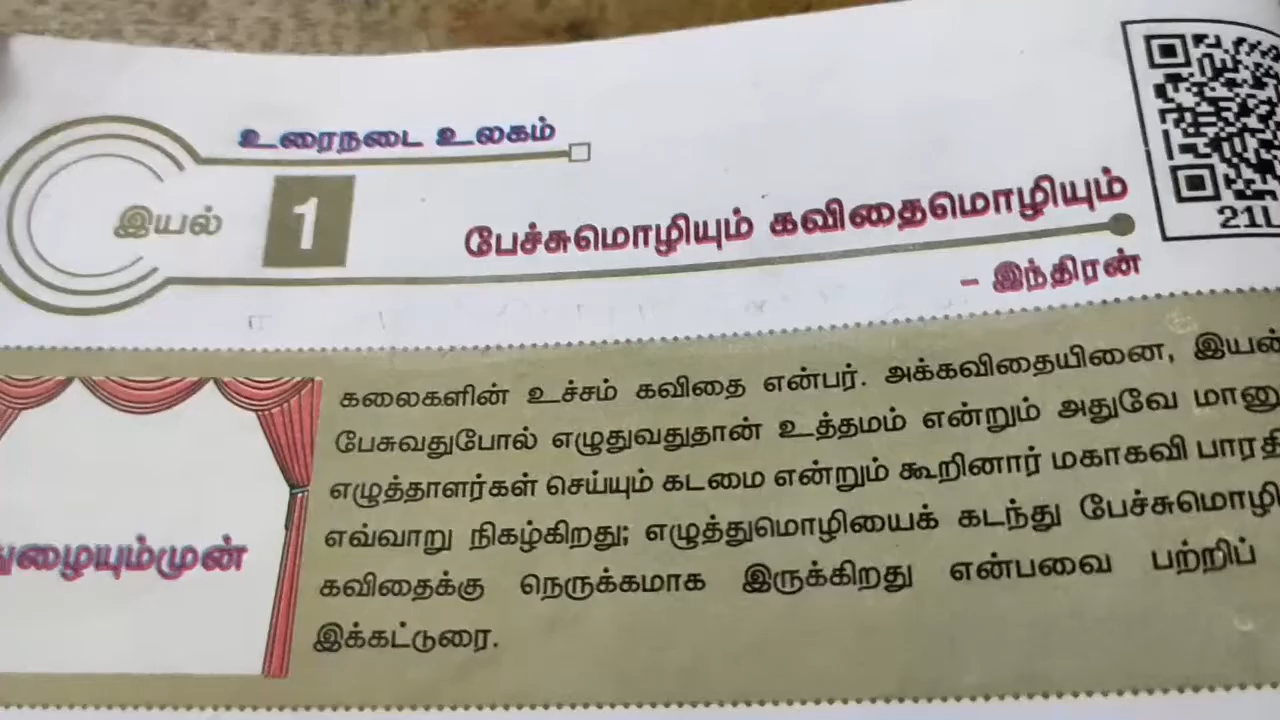 உரைநடை உலகம்
இயல் 1
பேச்சுமொழியும் கவிதைமொழியும்
- இந்திரன்
21L
கலைகளின் உச்சம் கவிதை என்பர். அக்கவிதையினை,
பேசுவதுபோல் எழுதுவதுதான் உத்தமம் என்றும் அதுவே
எழுத்தாளர்கள் செய்யும் கடமை என்றும் கூறினார் மகாகவி
எவ்வாறு நிகழ்கிறது; எழுத்துமொழியைக் கடந்து பேச்சுமொழி
கவிதைக்கு நெருக்கமாக இருக்கிறது என்பவை பற்றிப்
இக்கட்டுரை.